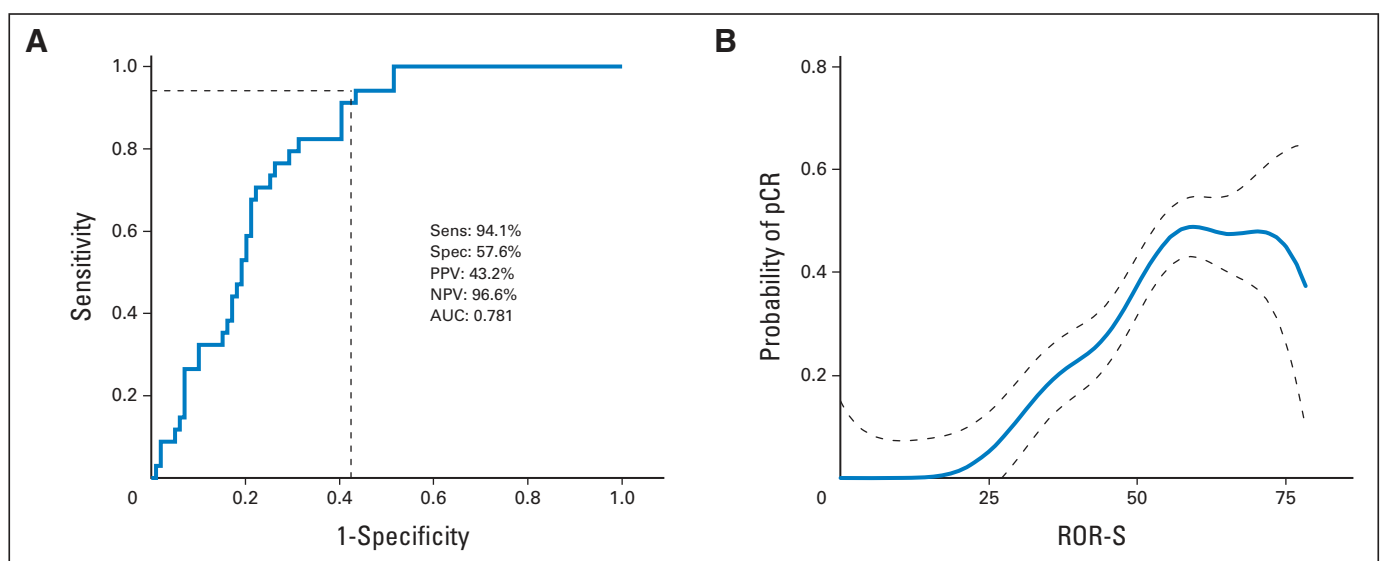 A
1.0
0.8
0.6
0.4
0.2
0
0.2
0.4
0.6
0.8
1.0
Sensitivity
1-Specificity
Sens: 94.1%
Spec: 57.6%
PPV: 43.2%
NPV: 96.6%
AUC: 0.781
B
0.8
0.6
0.4
0.2
0
25
50
75
Probability of pCR
ROR-S